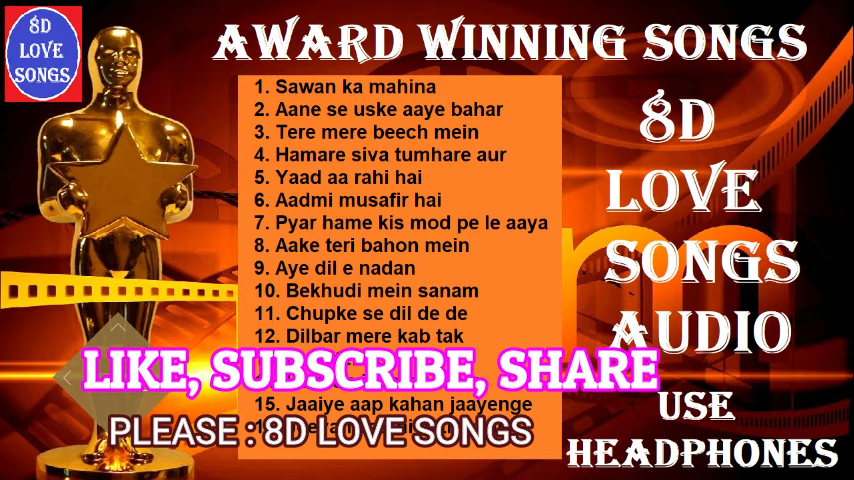 8D
LOVE
SONGS
AWARD WINNING SONGS
1. Sawan ka mahina
2. Aane se uske aaye bahar
3. Tere mere beech mein
4. Hamare siva tumhare aur
5. Yaad aa rahi hai
6. Aadmi musafir hai
7. Pyar hame kis mod pe le aaya
8. Aake teri bahon mein
9. Aye dil e nadan
10. Bekhudi mein sanam
11. Chupke se dil de de
12. Dilbar mere kab tak
LIKE, SUBSCRIBE, SHARE
15. Jaaiye aap kahan jaayenge
PLEASE : 8D LOVE SONGS
8D
LOVE
SONGS
AUDIO
USE
HEADPHONES